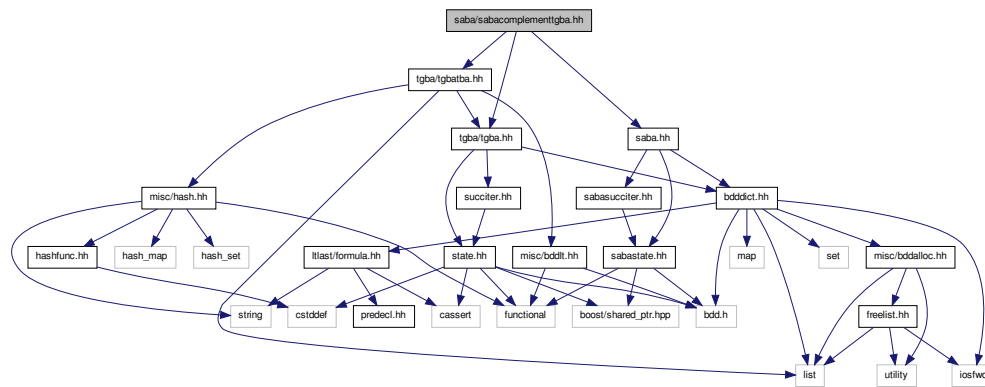 saba/sabacomplementtgba.hh
tgba/tgbatba.hh
tgba/tgba.hh
saba.hh
misc/hash.hh
succiter.hh
sabasucciter.hh
bdddict.hh
hashfunc.hh
hash_map
hash_set
ltlast/formula.hh
state.hh
misc/bddlt.hh
sabastate.hh
map
set
misc/bddalloc.hh
string
cstddef
predecl.hh
cassert
functional
boost/shared_ptr.hpp
bdd.h
freelist.hh
list
utility
iosfwd